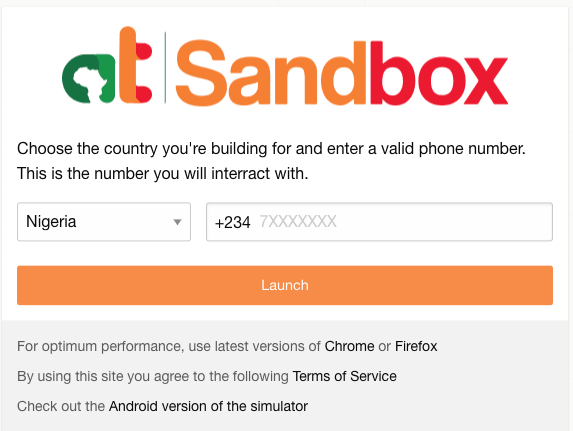 at Sandbox
Choose the country you're building for and enter a valid phone number.
This is the number you will interract with.
Nigeria +234 7XXXXXXX
Launch
For optimum performance, use latest versions of Chrome or Firefox
By using this site you agree to the following Terms of Service
Check out the Android version of the simulator